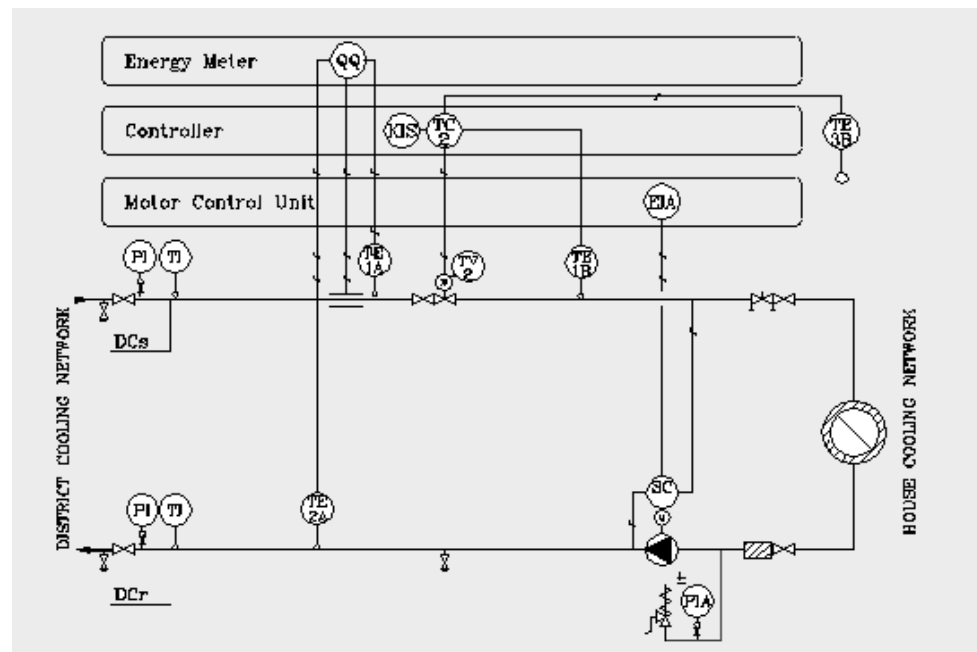 Energy Meter
QQ
Controller
KIS
TC
2
TE
3B
Motor Control Unit
EIA
PI
TI
TE
1A
TV
2
TE
1B
M
DCs
DISTRICT COOLING NETWORK
HOUSE COOLING NETWORK
PI
TI
TE
2A
SC
M
DCr
PIA